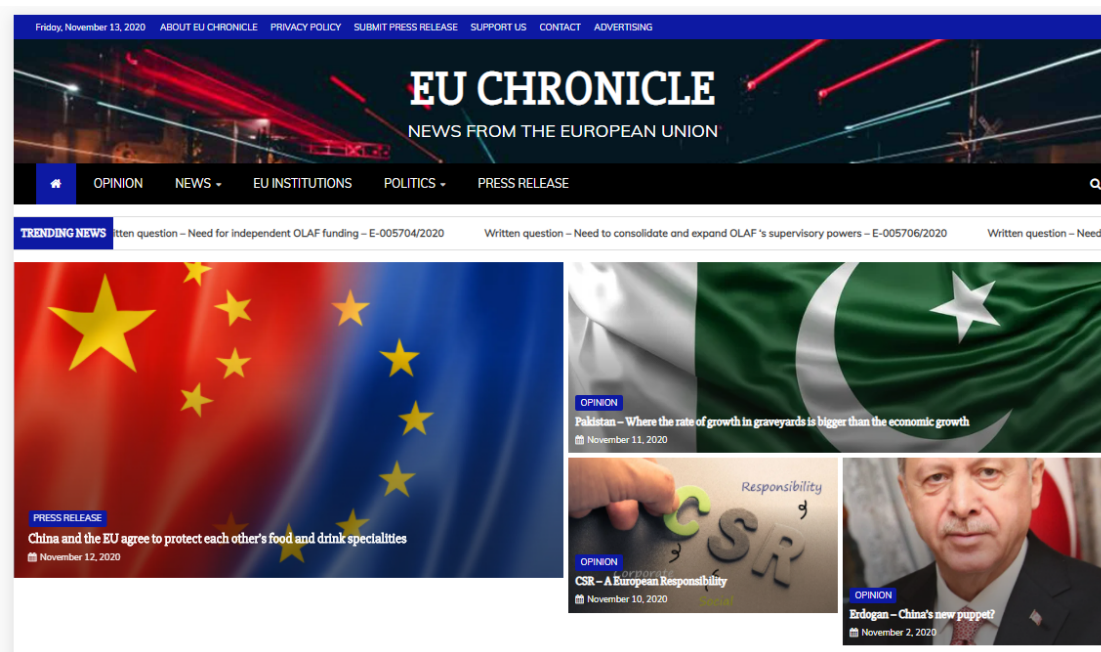 Friday, November 13, 2020 ABOUT EU CHRONICLE PRIVACY POLICY SUBMIT PRESS RELEASE SUPPORT US CONTACT ADVERTISING
EU CHRONICLE
NEWS FROM THE EUROPEAN UNION
OPINION NEWS EU INSTITUTIONS POLITICS PRESS RELEASE
TRENDING NEWS itten question – Need for independent OLAF funding – E-005704/2020 Written question – Need to consolidate and expand OLAF 's supervisory powers – E-005706/2020 Written question – Need
PRESS RELEASE
China and the EU agree to protect each other's food and drink specialities
November 12, 2020
OPINION
Pakistan – Where the rate of growth in graveyards is bigger than the economic growth
November 11, 2020
Responsibility
CSR
Corporate
Social
OPINION
CSR – A European Responsibility
November 10, 2020
OPINION
Erdogan – China's new puppet?
November 2, 2020